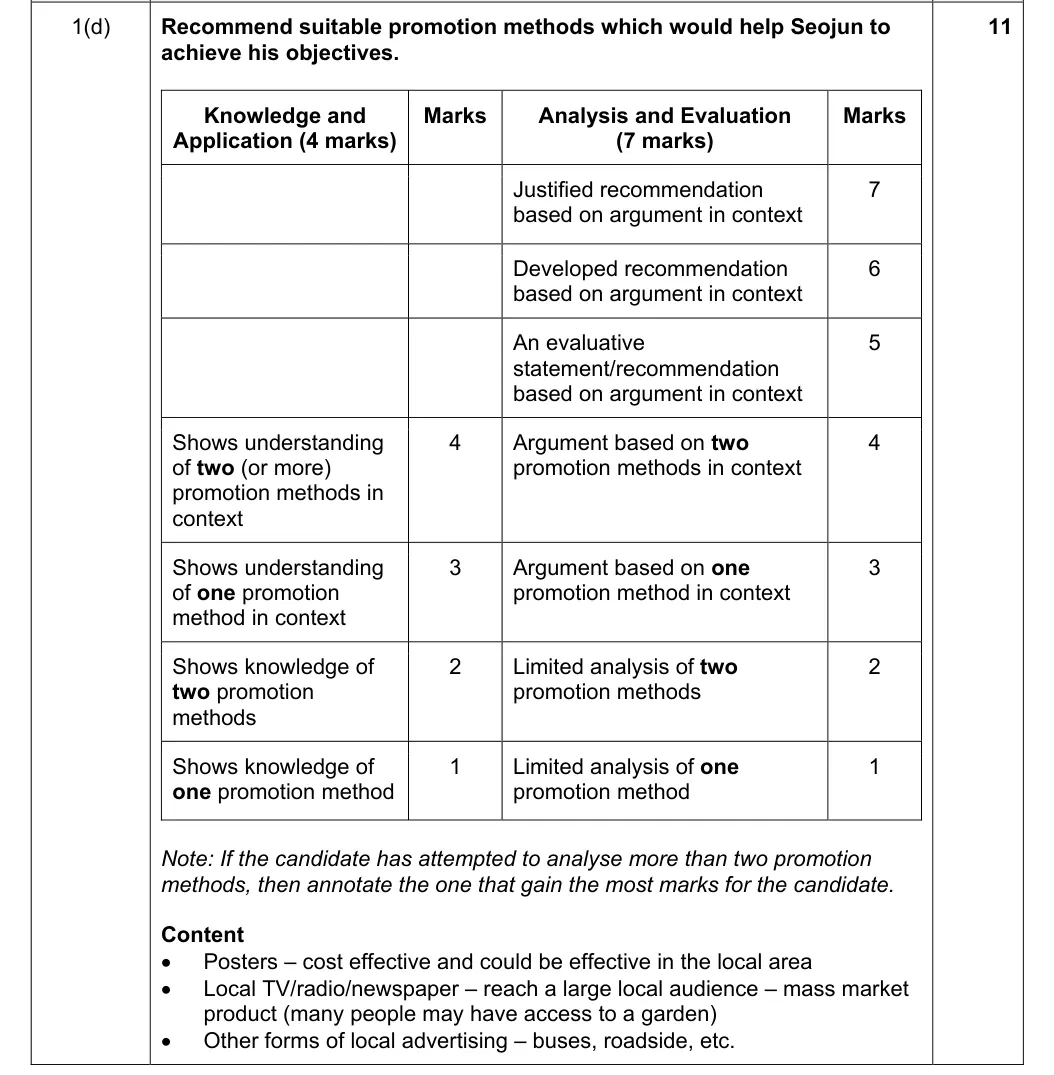 1(d)
Recommend suitable promotion methods which would help Seojun to
achieve his objectives.
11
Knowledge and
Application (4 marks)
Marks
Analysis and Evaluation
(7 marks)
Marks
Justified recommendation
based on argument in context
7
Developed recommendation
based on argument in context
6
An evaluative
statement/recommendation
based on argument in context
5
Shows understanding
of two (or more)
promotion methods in
context
4
Argument based on two
promotion methods in context
4
Shows understanding
of one promotion
method in context
3
Argument based on one
promotion method in context
3
Shows knowledge of
two promotion
methods
2
Limited analysis of two
promotion methods
2
Shows knowledge of
one promotion method
1
Limited analysis of one
promotion method
1
Note: If the candidate has attempted to analyse more than two promotion
methods, then annotate the one that gain the most marks for the candidate.
Content
• Posters – cost effective and could be effective in the local area
• Local TV/radio/newspaper – reach a large local audience – mass market
product (many people may have access to a garden)
• Other forms of local advertising – buses, roadside, etc.